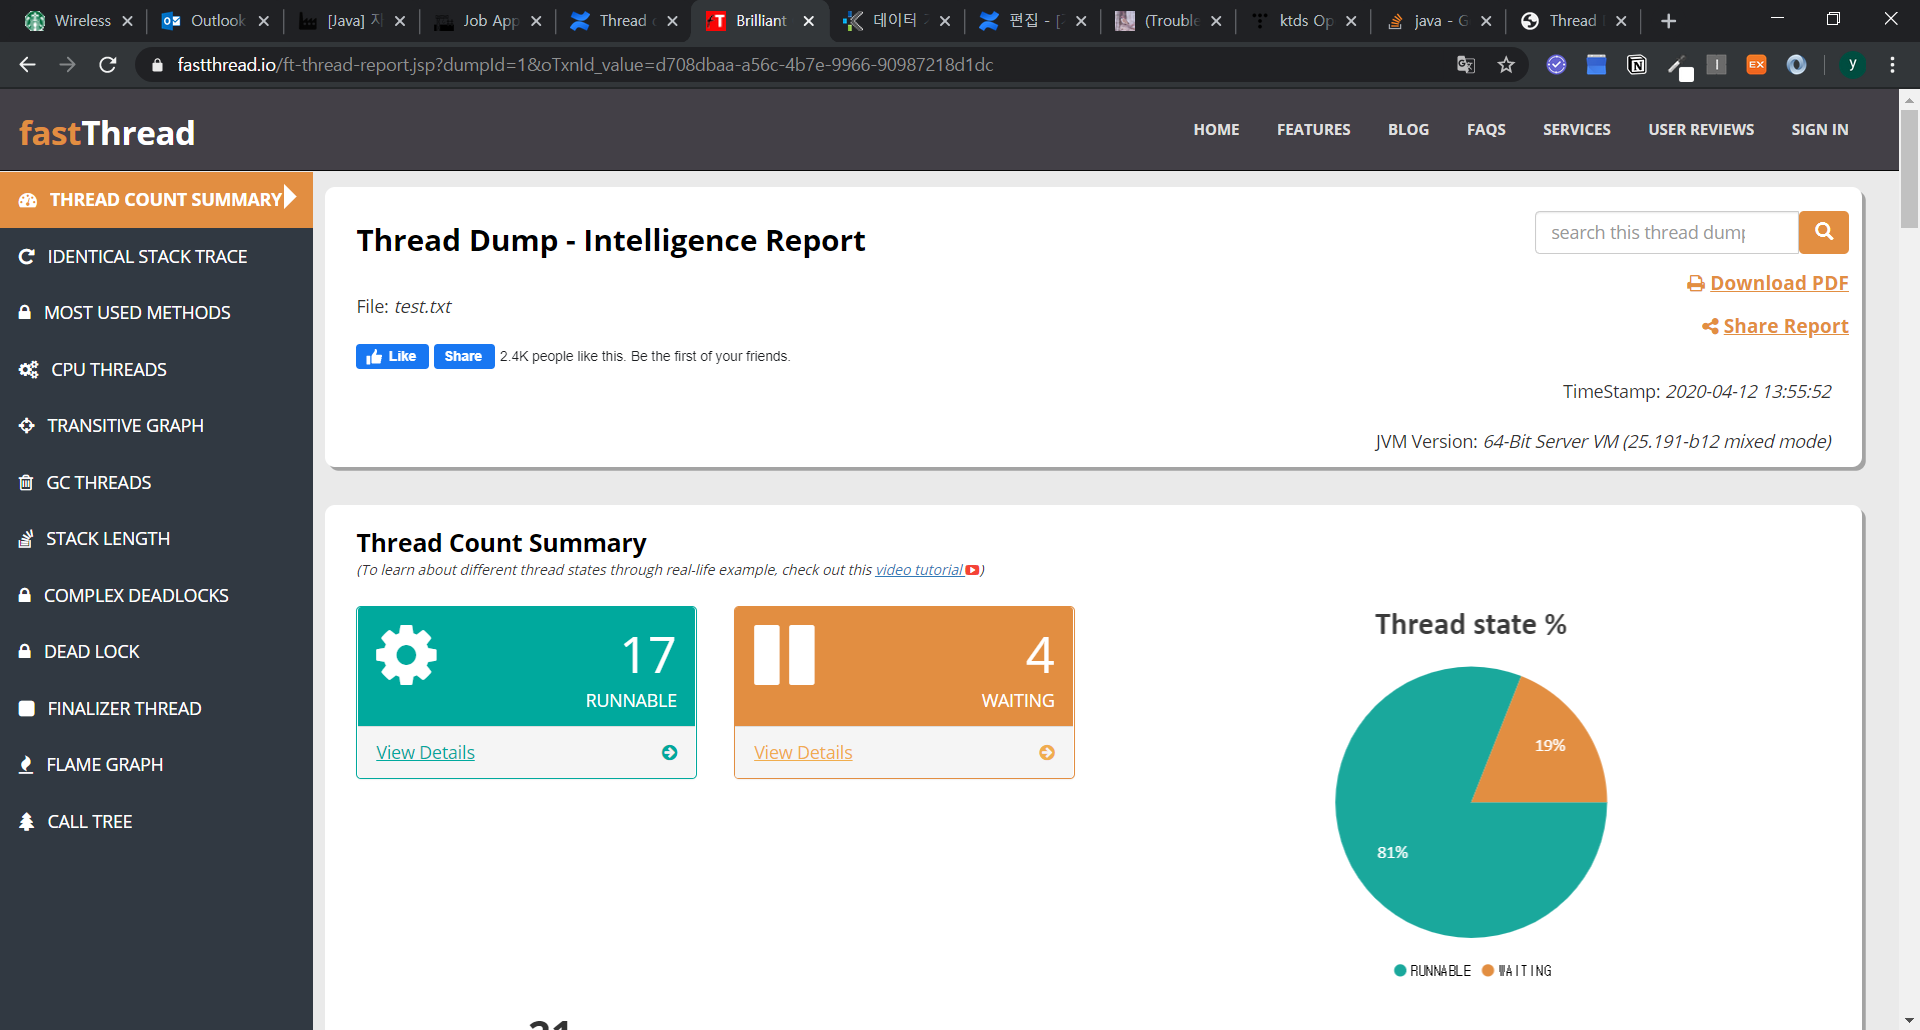 Wireless
Outlook
[Java] 지
Job App
Thread
Brilliant
데이터
편집 - [
(Trouble
ktds Op
java - G
Thread
fastthread.io/ft-thread-report.jsp?dumpId=1&oTxnId_value=d708dbaa-a56c-4b7e-9966-90987218d1dc
EX
y
fastThread
HOME FEATURES BLOG FAQS SERVICES USER REVIEWS SIGN IN
THREAD COUNT SUMMARY
IDENTICAL STACK TRACE
MOST USED METHODS
CPU THREADS
TRANSITIVE GRAPH
GC THREADS
STACK LENGTH
COMPLEX DEADLOCKS
DEAD LOCK
FINALIZER THREAD
FLAME GRAPH
CALL TREE
Thread Dump - Intelligence Report
search this thread dump
Download PDF
Share Report
File: test.txt
Like Share 2.4K people like this. Be the first of your friends.
TimeStamp: 2020-04-12 13:55:52
JVM Version: 64-Bit Server VM (25.191-b12 mixed mode)
Thread Count Summary
(To learn about different thread states through real-life example, check out this video tutorial)
17
RUNNABLE
View Details
4
WAITING
View Details
Thread state %
19%
81%
RUNNABLE WAITING